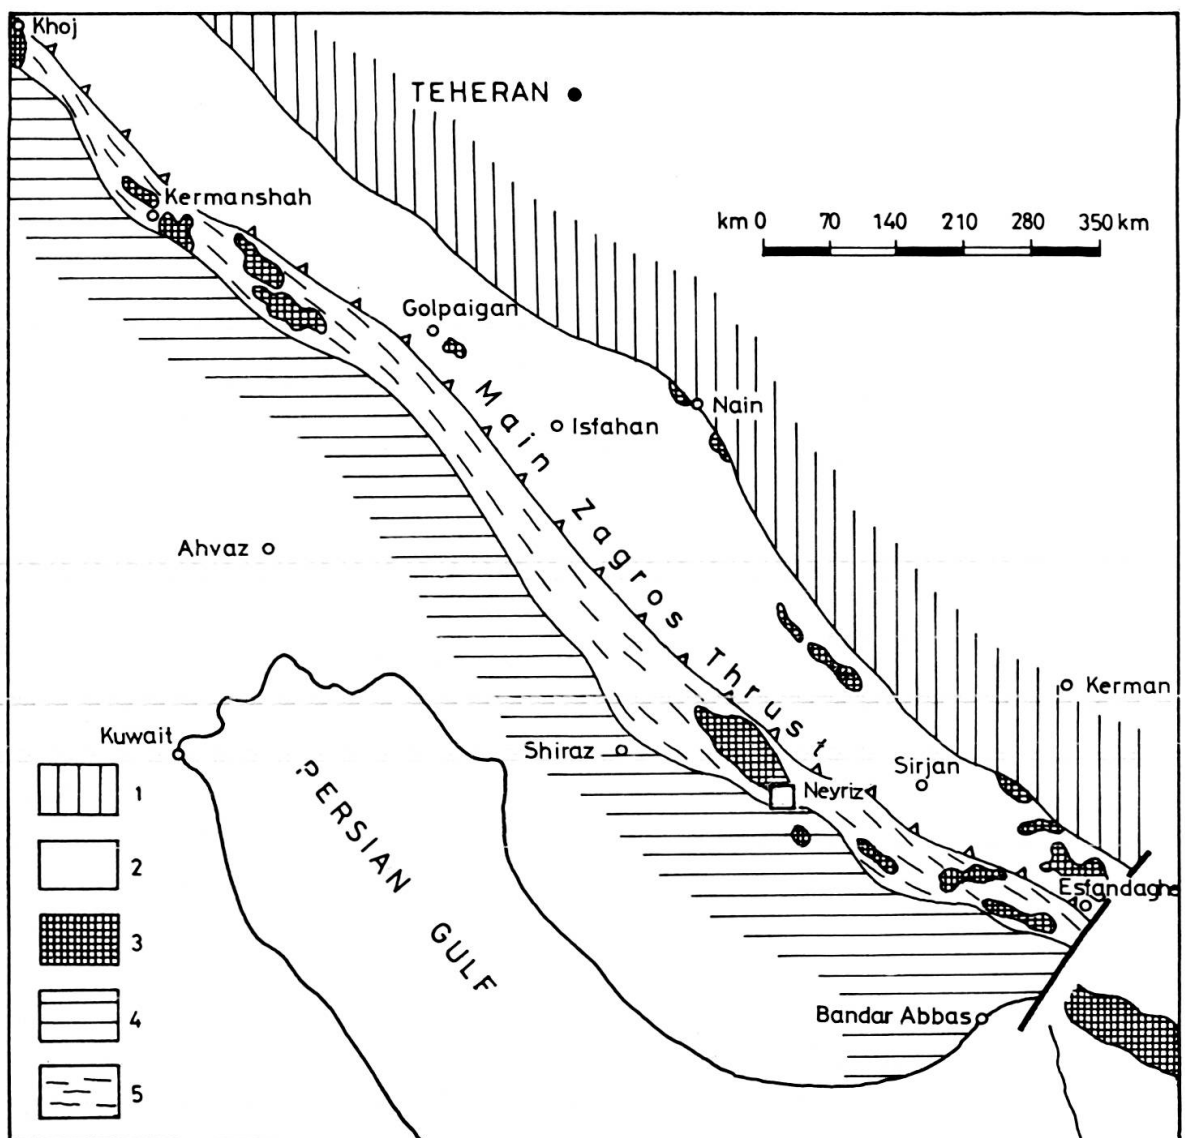 Khoj
TEHERAN
Kermanshah
km 0 70 140 210 280 350 km
Golpaigan
Main Zagros Thrust
Nain
Isfahan
Ahvaz
Kerman
Kuwait
Shiraz
Sirjan
PERSIAN GULF
Neyriz
1
2
3
4
5
Esfandaghe
Bandar Abbas